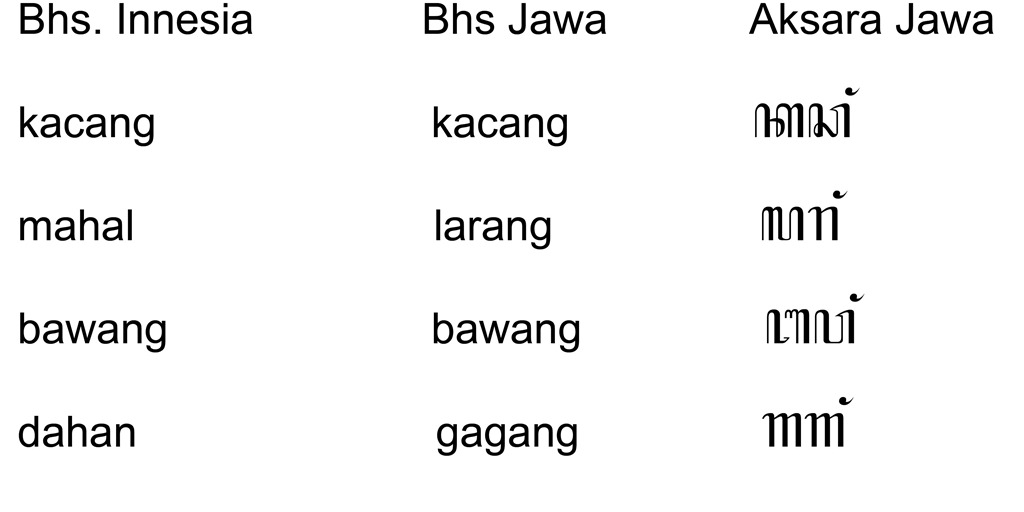 Bhs. Innesia Bhs Jawa Aksara Jawa
kacang kacang ꦏꦕꦁ
mahal larang ꦭꦫꦁ
bawang bawang ꦧꦮꦁ
dahan gagang ꦒꦒꦁ